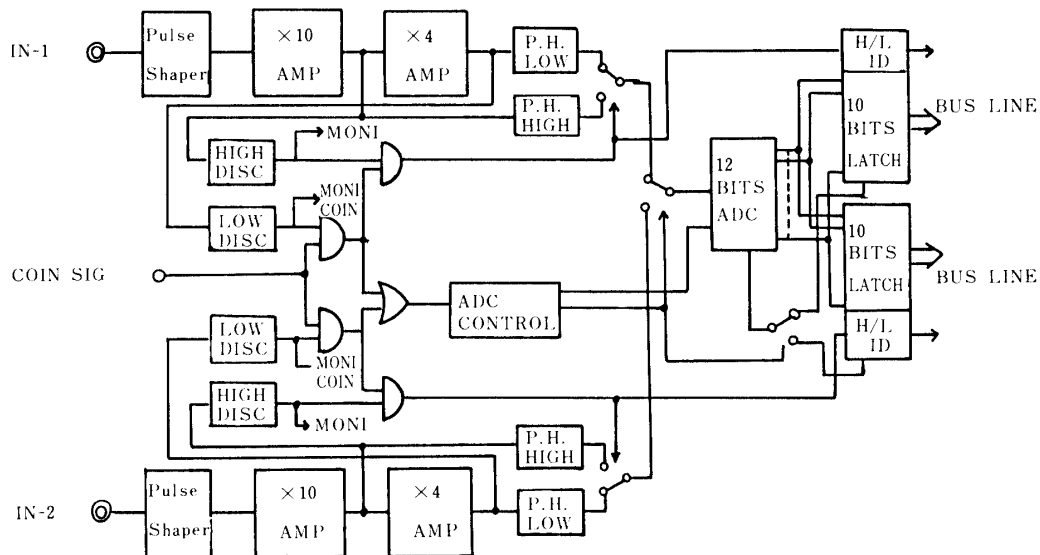 IN-1
Pulse
Shaper
×10
AMP
×4
AMP
P.H.
LOW
P.H.
HIGH
H/L
ID
10
BITS
LATCH
BUS LINE
MONI
HIGH
DISC
MONI
COIN
LOW
DISC
12
BITS
ADC
COIN SIG
ADC
CONTROL
10
BITS
LATCH
BUS LINE
H/L
ID
LOW
DISC
MONI
COIN
HIGH
DISC
MONI
P.H.
HIGH
P.H.
LOW
IN-2
Pulse
Shaper
×10
AMP
×4
AMP